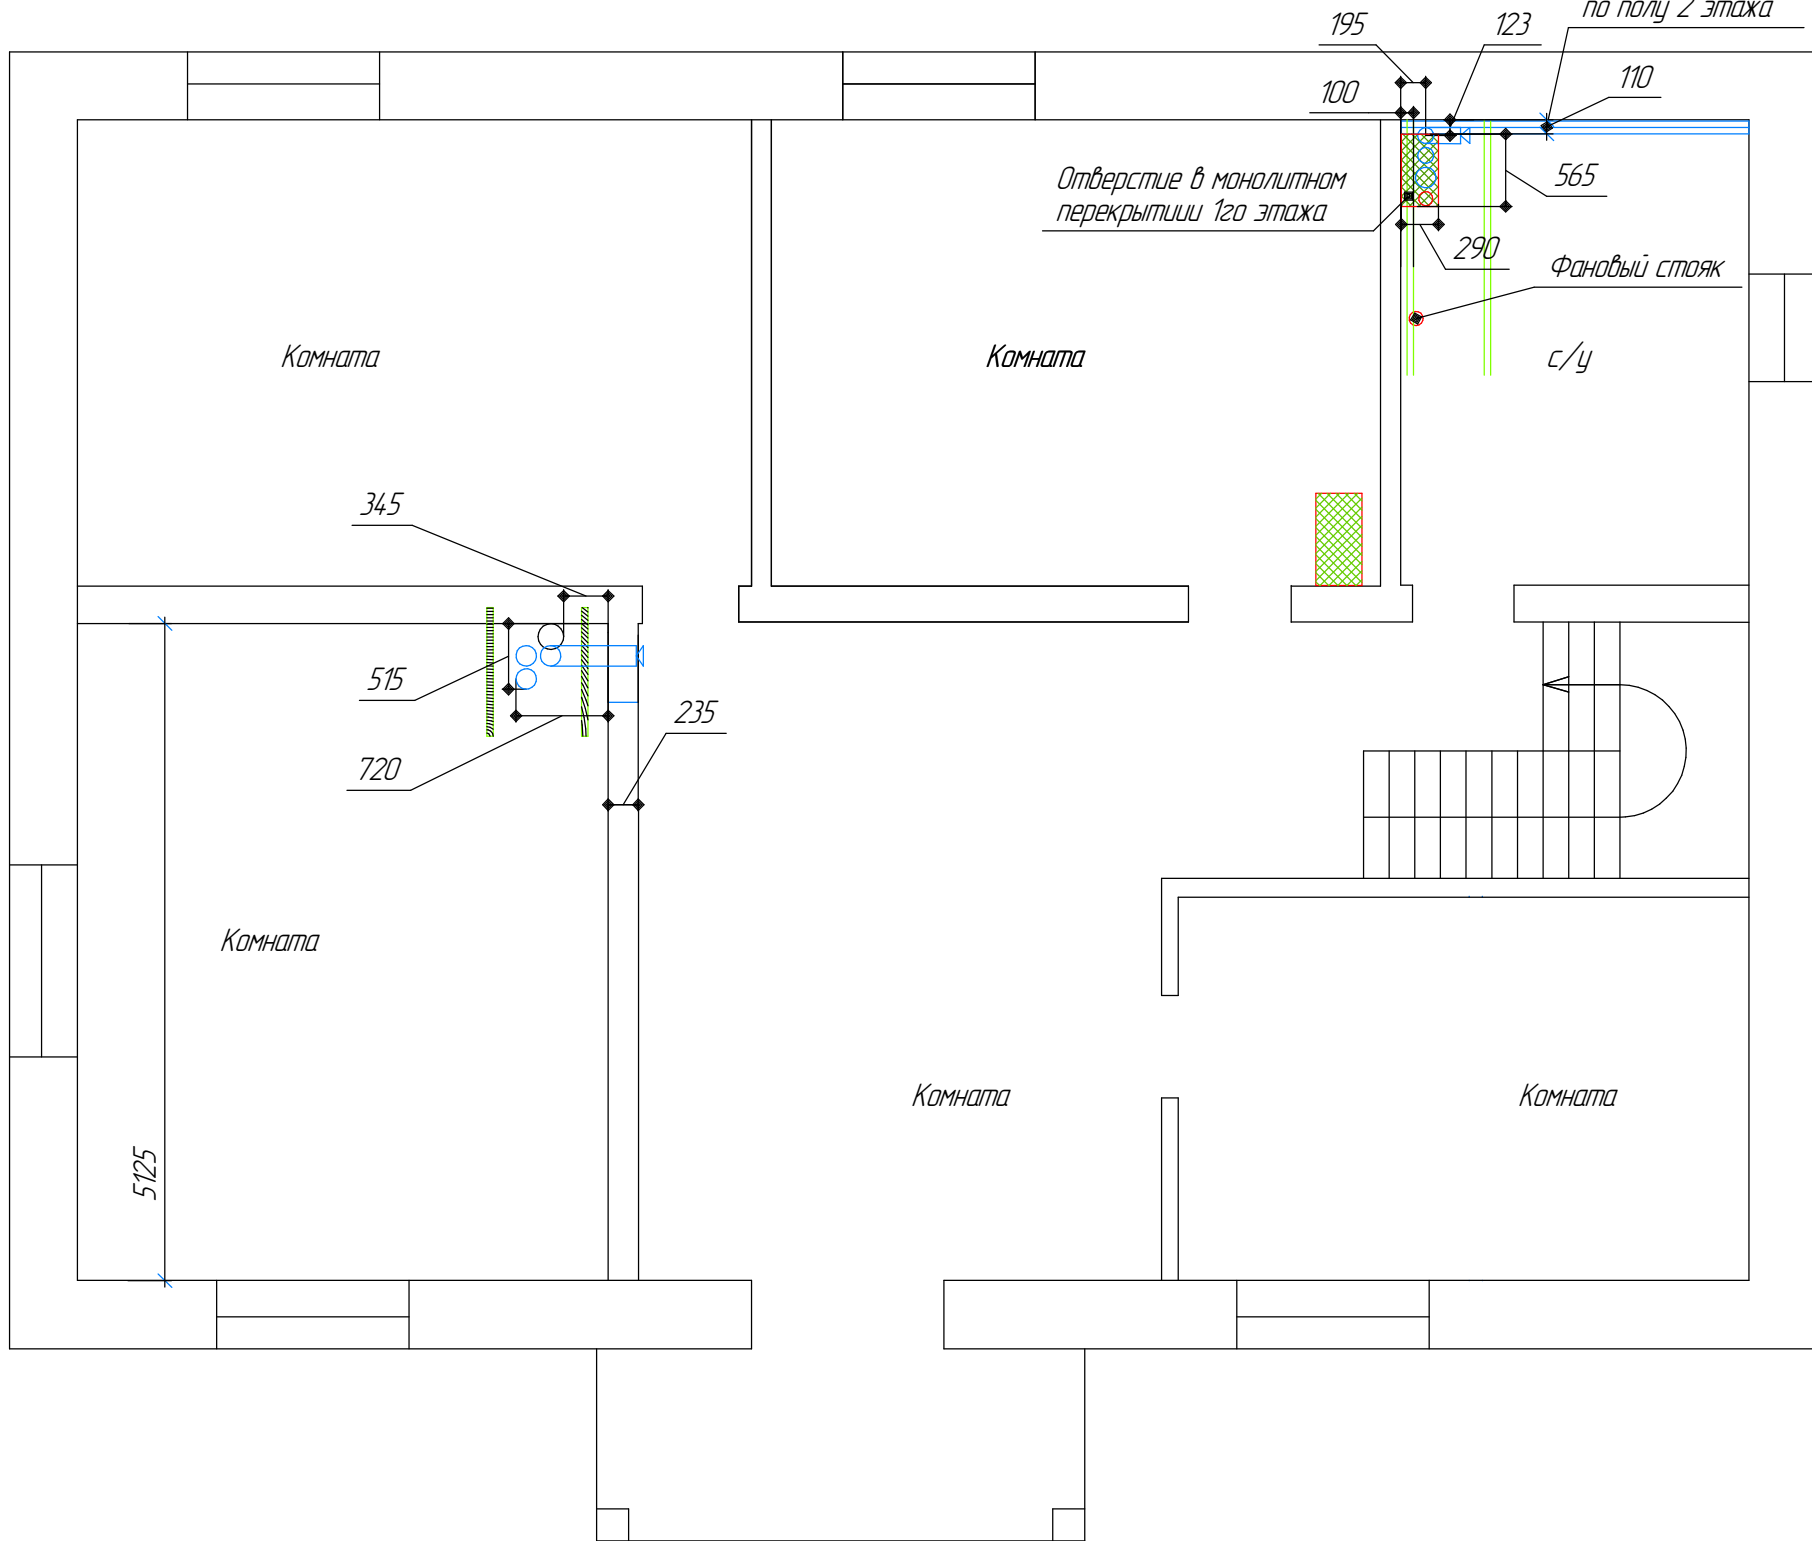 по полу 2 этажа
195
123
100
110
Отверстие в монолитном
перекрытиии 1го этажа
565
290
Фановый стояк
Комната
Комната
с/у
345
515
235
720
Комната
Комната
Комната
5125